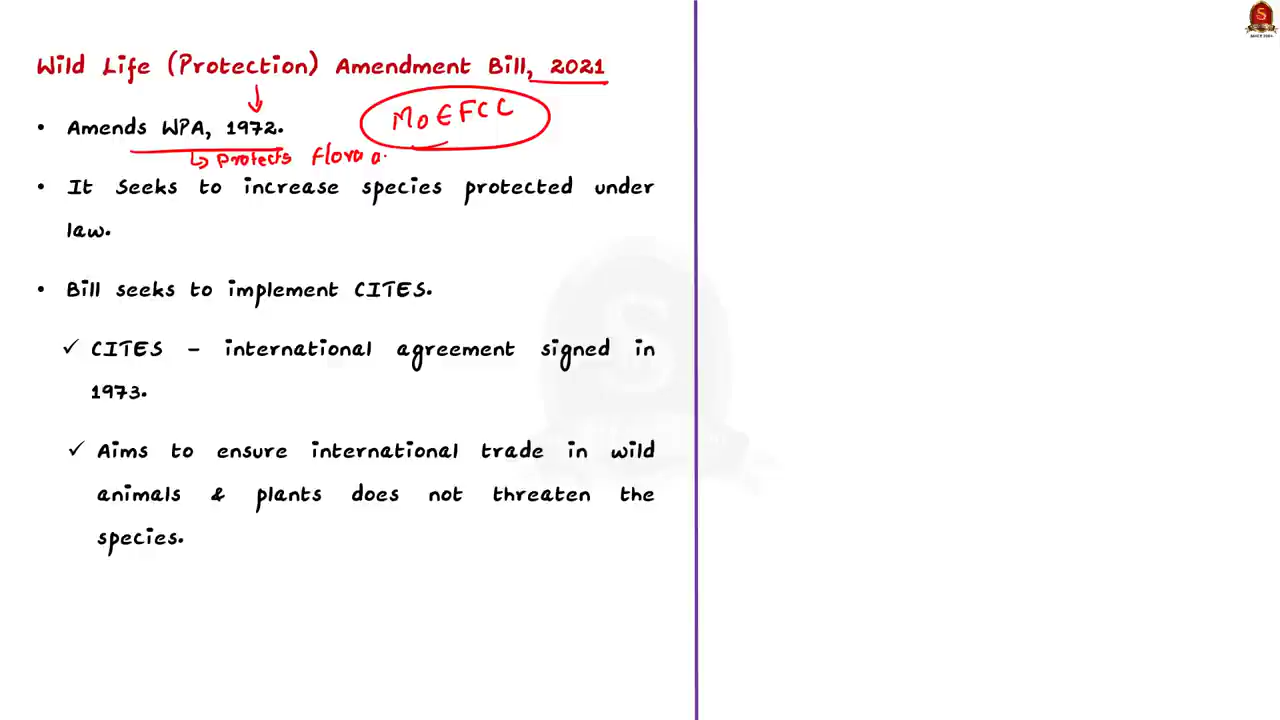 Wild Life (Protection) Amendment Bill, 2021
• Amends WPA, 1972.
MOEFCC
↳ Protects Flora a
• It seeks to increase species protected under
law.
• Bill seeks to implement CITES.
✓ CITES – international agreement signed in
1973.
✓ Aims to ensure international trade in wild
animals & plants does not threaten the
species.